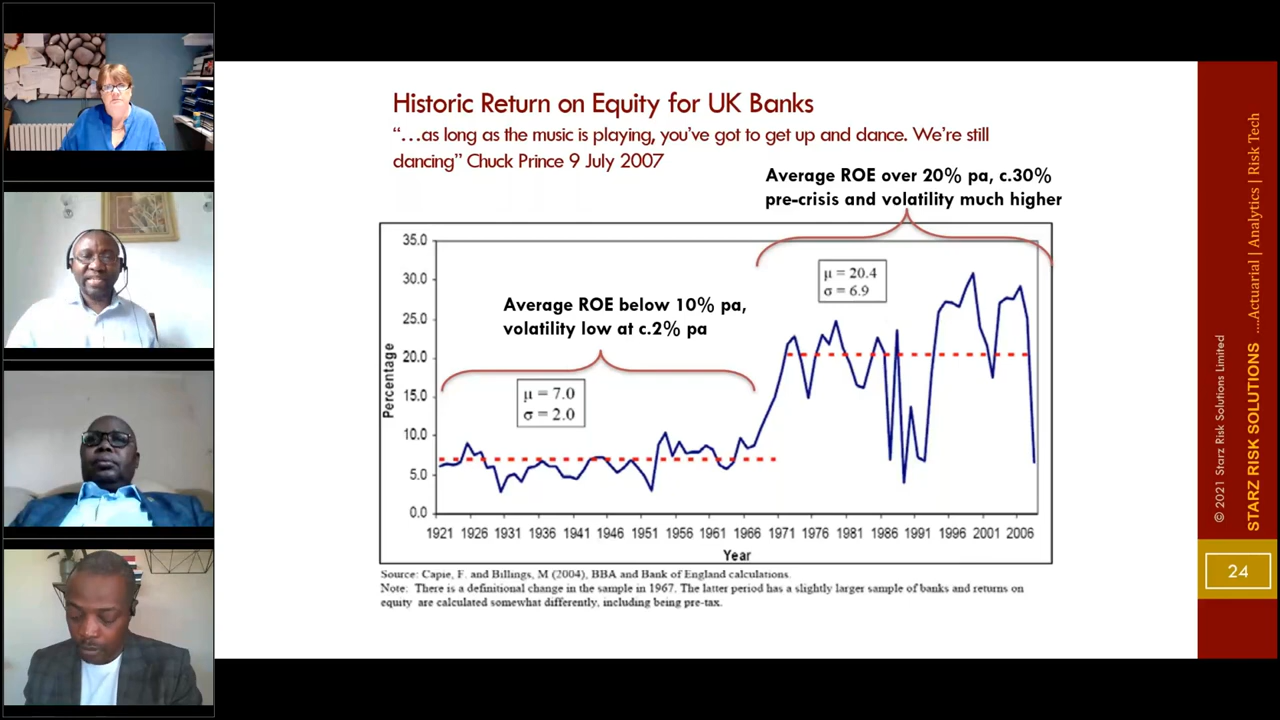 Historic Return on Equity for UK Banks
“…as long as the music is playing, you’ve got to get up and dance. We’re still
dancing” Chuck Prince 9 July 2007
Average ROE over 20% pa, c.30%
pre-crisis and volatility much higher
Average ROE below 10% pa,
volatility low at c.2% pa
μ = 20.4
σ = 6.9
μ = 7.0
σ = 2.0
Percentage
35.0
30.0
25.0
20.0
15.0
10.0
5.0
0.0
1921 1926 1931 1936 1941 1946 1951 1956 1961 1966 1971 1976 1981 1986 1991 1996 2001 2006
Year
Source: Capie, F. and Billings, M (2004), BBA and Bank of England calculations.
Note: There is a definitional change in the sample in 1967. The latter period has a slightly larger sample of banks and returns on
equity are calculated somewhat differently, including being pre-tax.
© 2021 Starz Risk Solutions Limited
STARZ RISK SOLUTIONS ....Actuarial | Analytics | Risk Tech
24